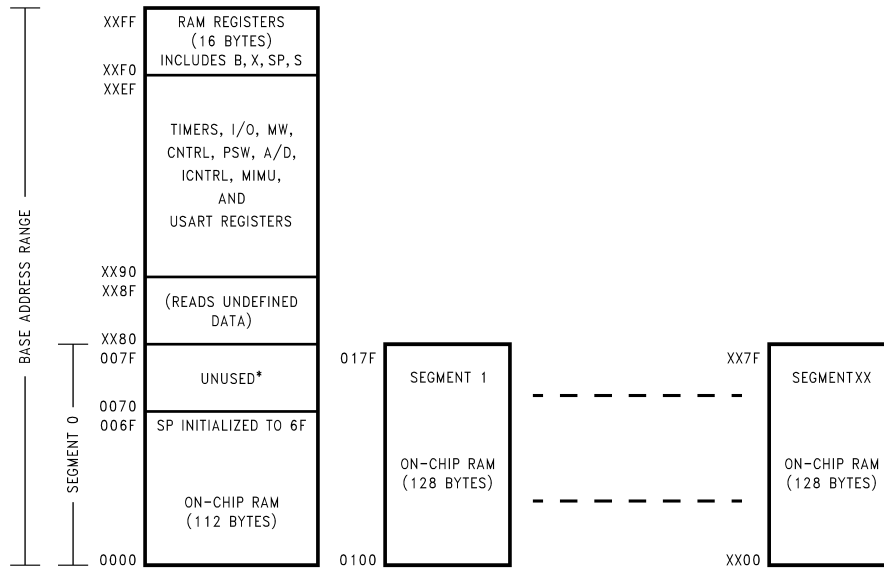 XXFF
RAM REGISTERS
(16 BYTES)
INCLUDES B, X, SP, S
XXF0
XXEF
TIMERS, I/O, MW,
CNTRL, PSW, A/D,
ICNTRL, MIMU,
AND
USART REGISTERS
XX90
XX8F
(READS UNDEFINED
DATA)
XX80
007F
UNUSED*
0070
006F
SP INITIALIZED TO 6F
ON-CHIP RAM
(112 BYTES)
0000
BASE ADDRESS RANGE
SEGMENT 0
017F
SEGMENT 1
ON-CHIP RAM
(128 BYTES)
0100
XX7F
SEGMENT XX
ON-CHIP RAM
(128 BYTES)
XX00